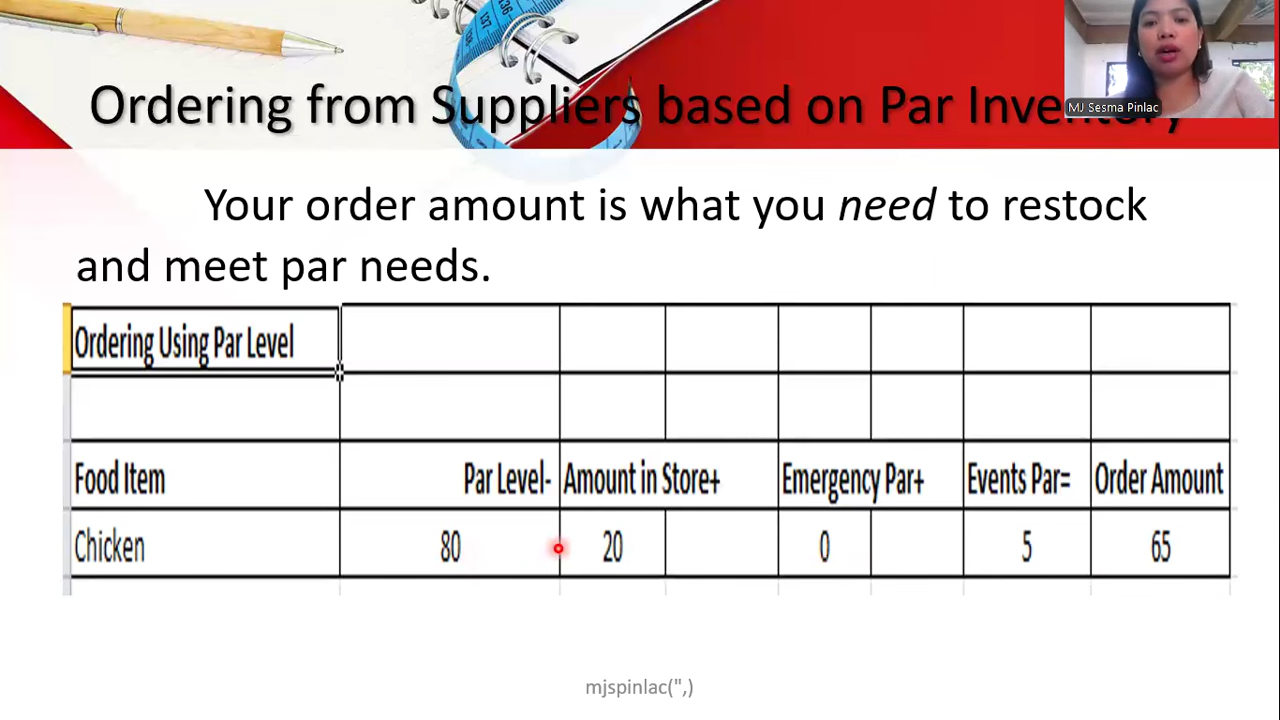 MJ Sesma Pinlac
Ordering from Suppliers based on Par Inventory
Your order amount is what you need to restock
and meet par needs.
Ordering Using Par Level
Food Item Par Level- Amount in Store+ Emergency Par+ Events Par= Order Amount
Chicken 80 20 0 5 65
mjspinlac(",)